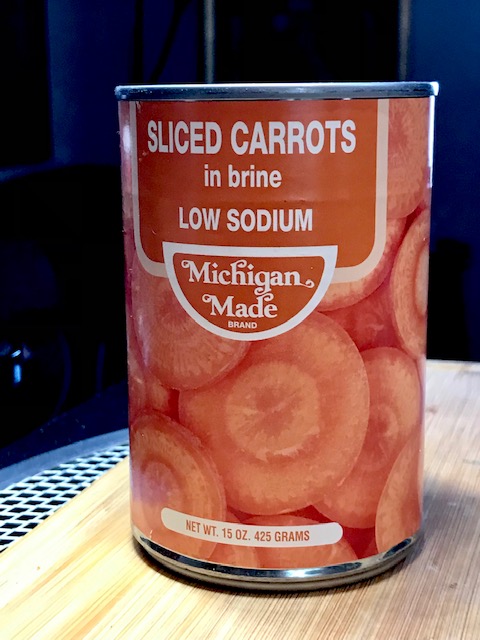 SLICED CARROTS
in brine
LOW SODIUM
Michigan
Made
BRAND
NET WT. 15 OZ. 425 GRAMS